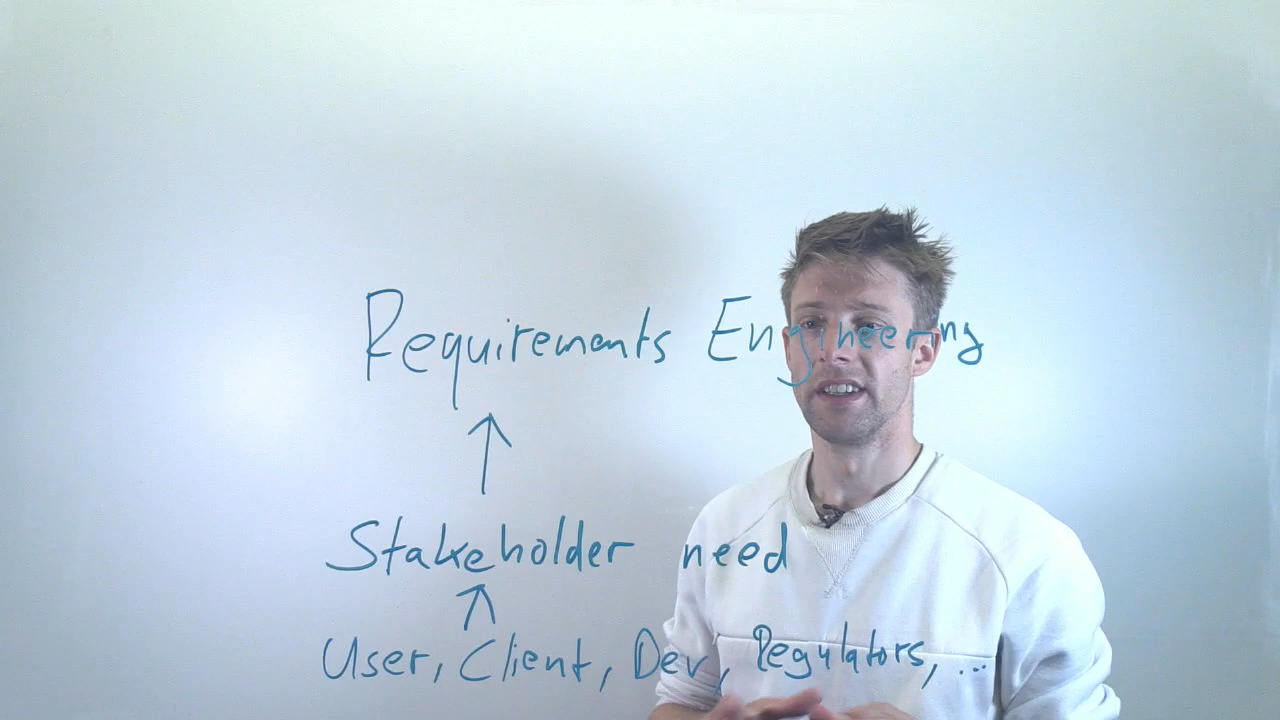 Requirements Engineering
↑
Stakeholder need
↑
User, Client, Dev, Regulators, ...